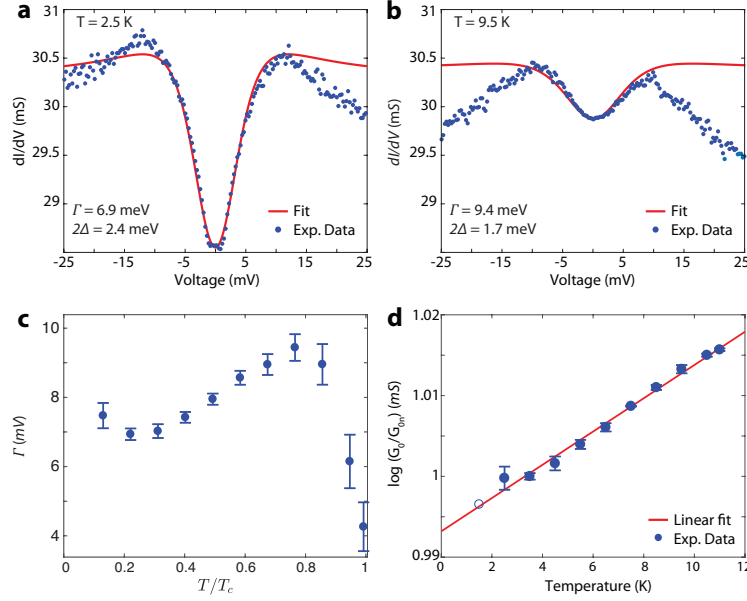 a
T = 2.5 K
30.5
30
29.5
29
dI/dV (mS)
Γ = 6.9 meV
2Δ = 2.4 meV
Fit
Exp. Data
-25
-15
-5
5
15
25
Voltage (mV)
b
T = 9.5 K
30.5
30
29.5
29
dI/dV (mS)
Γ = 9.4 meV
2Δ = 1.7 meV
Fit
Exp. Data
-25
-15
-5
5
15
25
Voltage (mV)
c
10
8
6
4
Γ (mV)
0
0.2
0.4
0.6
0.8
1
T/Tc
d
1.02
1.01
1
0.99
log (G0/G0n) (mS)
Linear fit
Exp. Data
0
2
4
6
8
10
12
Temperature (K)